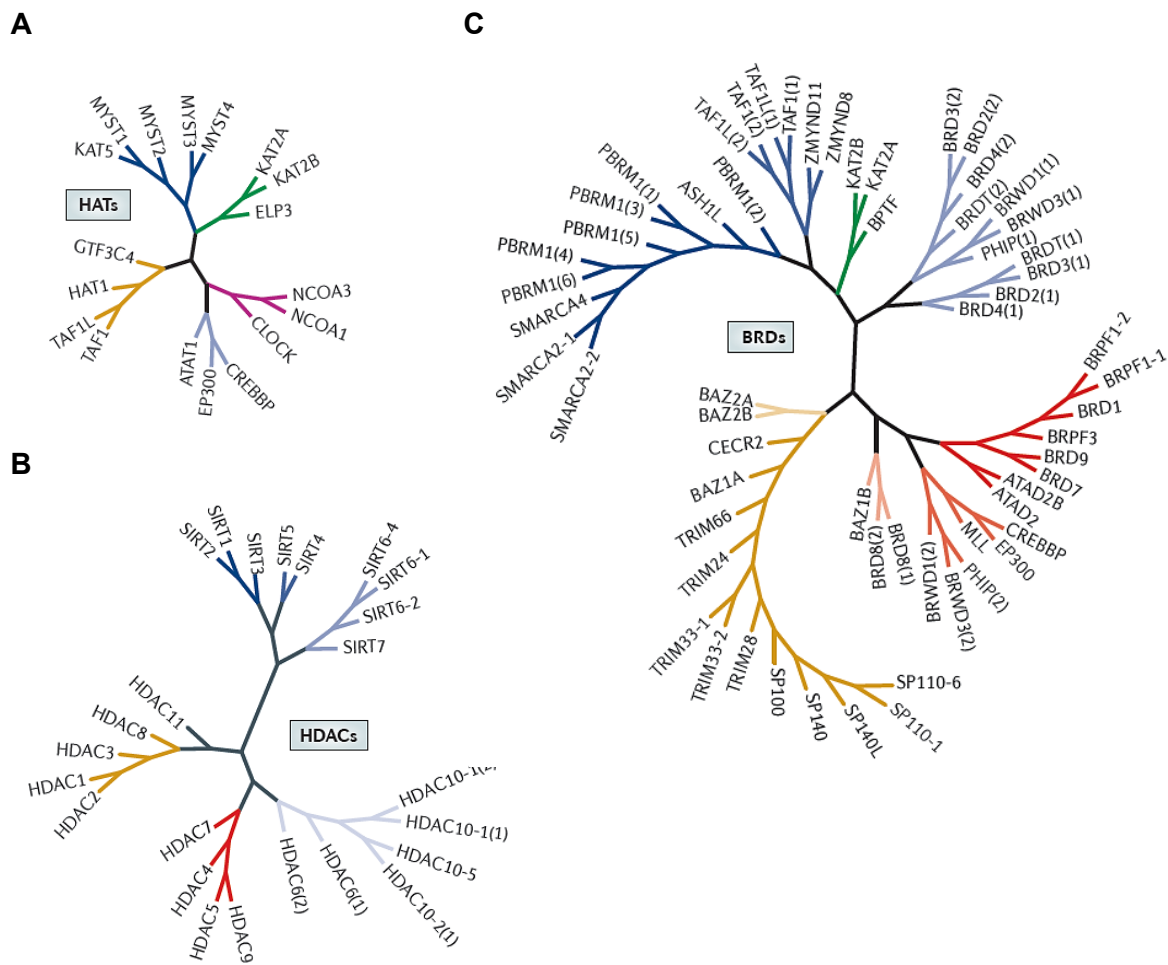 A
C
MYST1
MYST2
MYST3
MYST4
KAT5
KAT2A
KAT2B
ELP3
HATs
GTF3C4
HAT1
TAF1L
TAF1
NCOA3
NCOA1
CLOCK
ATAT1
EP300
CREBBP
TAF1L(2)
TAF1(2)
TAF1L(1)
TAF1(1)
ZMYND11
ZMYND8
KAT2B
KAT2A
BPTF
PBRM1(1)
PBRM1(3)
PBRM1(5)
PBRM1(4)
PBRM1(6)
ASH1L
PBRM1(2)
SMARCA4
SMARCA2-1
SMARCA2-2
BRD3(2)
BRD2(2)
BRD4(2)
BRDT(2)
BRWD1(1)
BRWD3(1)
PHIP(1)
BRDT(1)
BRD3(1)
BRD2(1)
BRD4(1)
BRDs
BRPF1-2
BRPF1-1
BRD1
BRPF3
BRD9
BRD7
ATAD2B
ATAD2
CREBBP
EP300
MLL
PHIP(2)
BRWD3(2)
BRWD1(2)
BRD8(1)
BRD8(2)
BAZ1B
BAZ2A
BAZ2B
CECR2
BAZ1A
TRIM66
TRIM24
TRIM33-1
TRIM33-2
TRIM28
SP100
SP140
SP140L
SP110-1
SP110-6
B
SIRT2
SIRT1
SIRT3
SIRT5
SIRT4
SIRT6-4
SIRT6-1
SIRT6-2
SIRT7
HDACs
HDAC11
HDAC8
HDAC3
HDAC1
HDAC2
HDAC7
HDAC4
HDAC5
HDAC9
HDAC6(2)
HDAC6(1)
HDAC10-2(1)
HDAC10-5
HDAC10-1(1)
HDAC10-1(2)